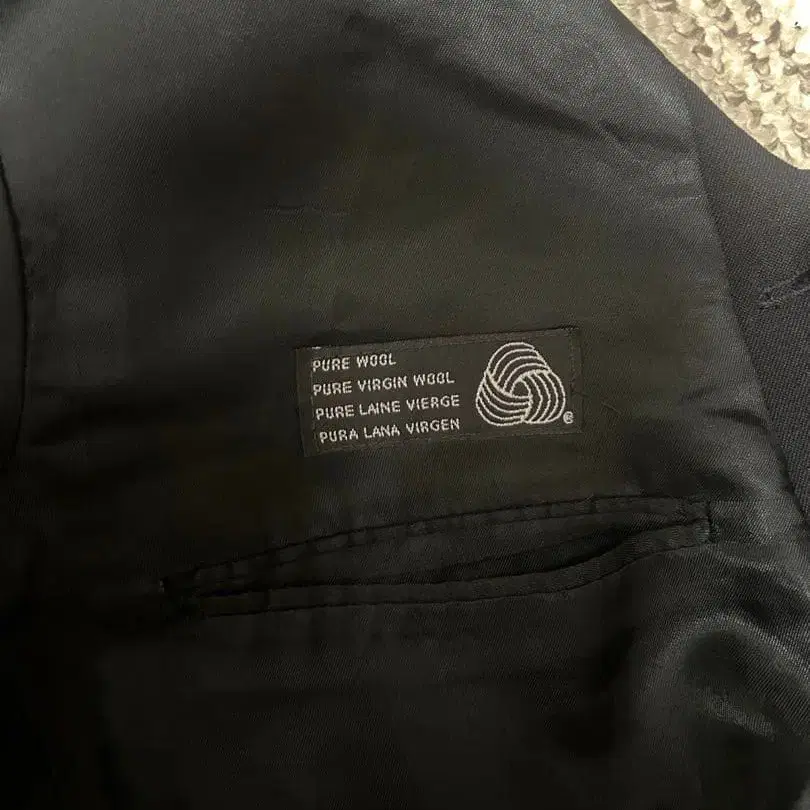 PURE WOOL
PURE VIRGIN WOOL
PURE LAINE VIERGE
PURA LANA VIRGEN
®